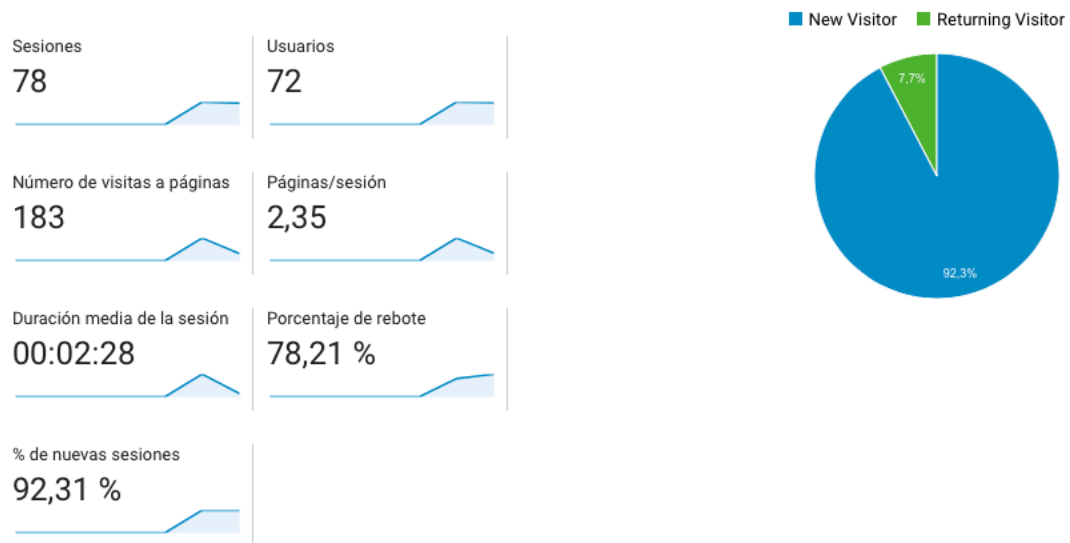 New Visitor
Returning Visitor
Sesiones
78
Usuarios
72
Número de visitas a páginas
183
Páginas/sesión
2,35
Duración media de la sesión
00:02:28
Porcentaje de rebote
78,21 %
% de nuevas sesiones
92,31 %
7,7%
92,3%